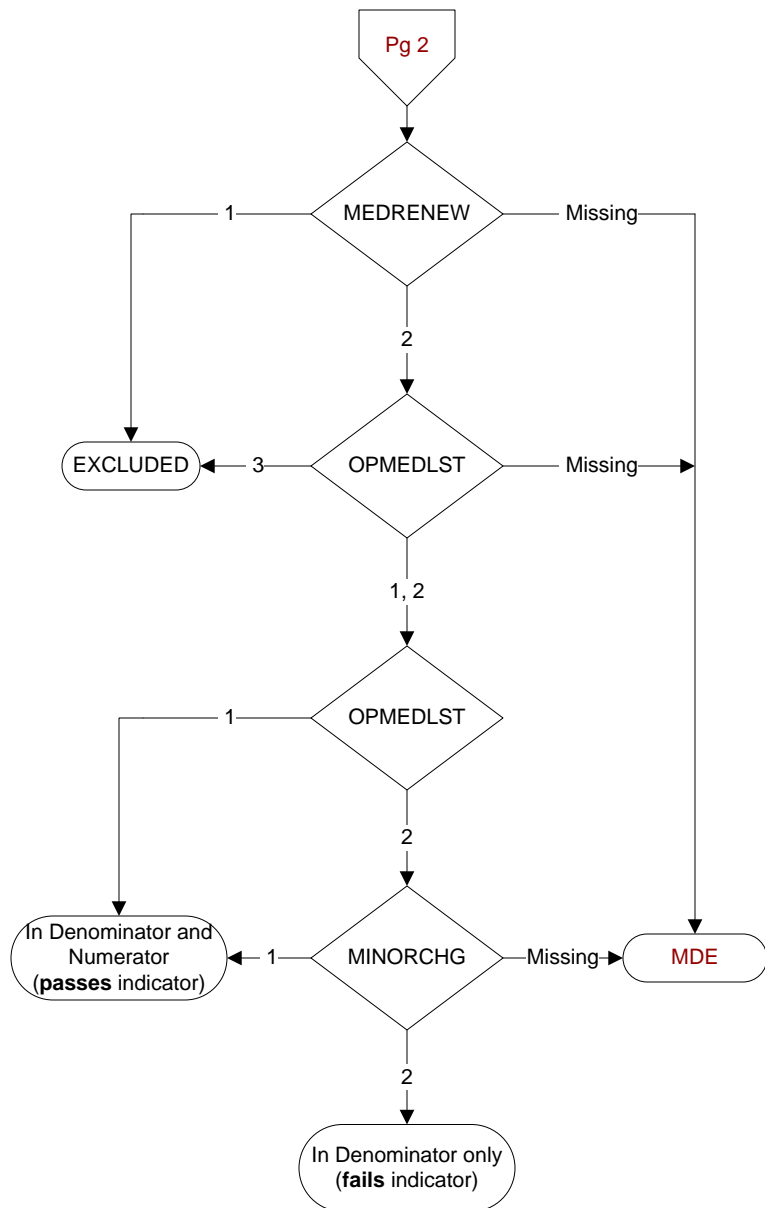 Pg 2
MEDRENEW
1
Missing
2
EXCLUDED
3
OPMEDLST
Missing
1, 2
OPMEDLST
1
2
In Denominator and
Numerator
(passes indicator)
1
MINORCHG
Missing
MDE
2
In Denominator only
(fails indicator)